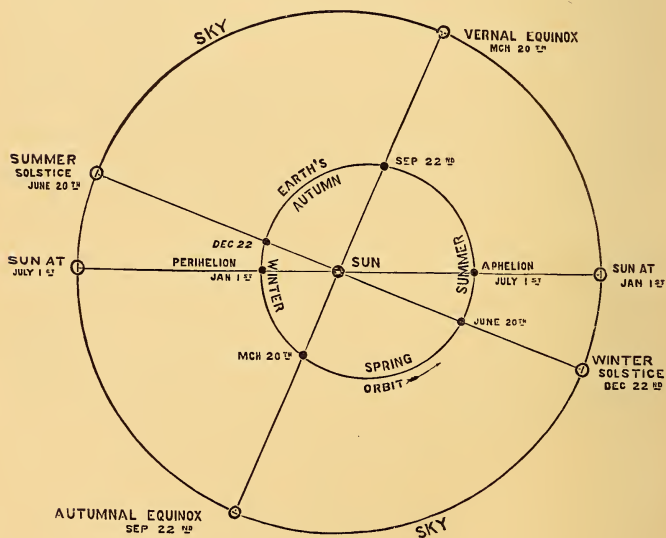 SKY
VERNAL EQUINOX
MCH 20TH
SUMMER
SOLSTICE
JUNE 20TH
SEP 22ND
EARTH'S
AUTUMN
DEC 22
SUN AT
JULY 1ST
PERIHELION
JAN 1ST
WINTER
SUN
SUMMER
APHELION
JULY 1ST
SUN AT
JAN 1ST
JUNE 20TH
MCH 20TH
SPRING
ORBIT
WINTER
SOLSTICE
DEC 22ND
AUTUMNAL EQUINOX
SEP 22ND
SKY